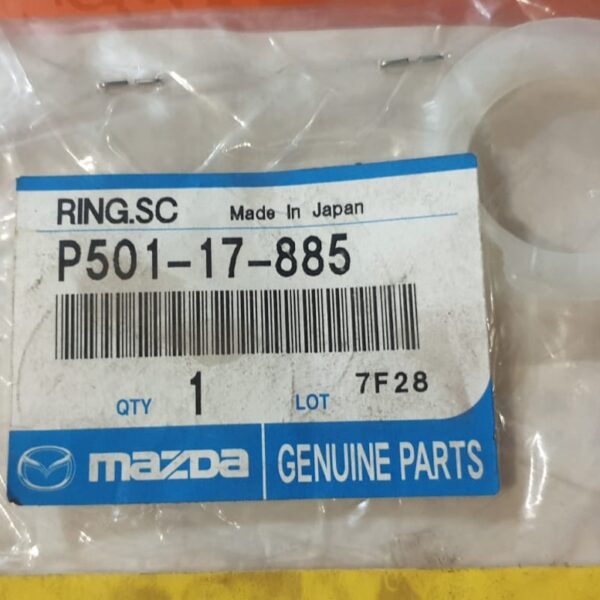 RING.SC Made In Japan
P501-17-885
QTY 1 LOT 7F28
mazda GENUINE PARTS